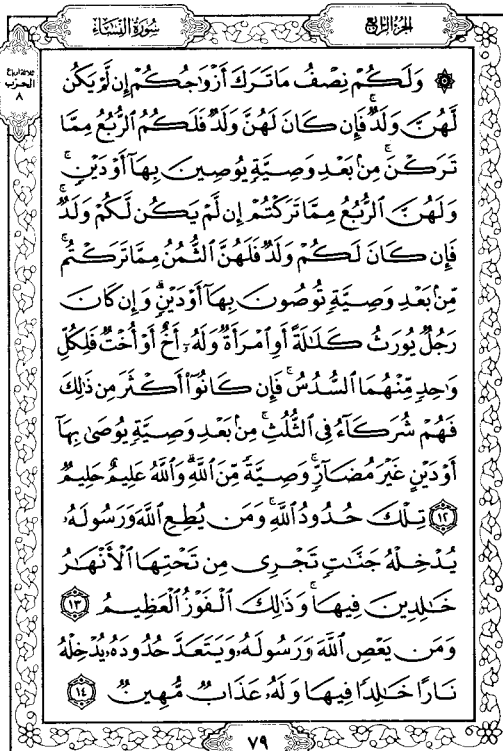 الجزء الرابع
سورة النساء
ثلاثة أرباع
الحزب
٨
۞ وَلَكُمْ نِصْفُ مَا تَرَكَ أَزْوَٰجُكُمْ إِن لَّمْ يَكُن
لَّهُنَّ وَلَدٌ ۚ فَإِن كَانَ لَهُنَّ وَلَدٌ فَلَكُمُ ٱلرُّبُعُ مِمَّا
تَرَكْنَ ۚ مِنۢ بَعْدِ وَصِيَّةٍ يُوصِينَ بِهَآ أَوْ دَيْنٍ ۚ
وَلَهُنَّ ٱلرُّبُعُ مِمَّا تَرَكْتُمْ إِن لَّمْ يَكُن لَّكُمْ وَلَدٌ ۚ
فَإِن كَانَ لَكُمْ وَلَدٌ فَلَهُنَّ ٱلثُّمُنُ مِمَّا تَرَكْتُم ۚ
مِّنۢ بَعْدِ وَصِيَّةٍ تُوصُونَ بِهَآ أَوْ دَيْنٍ ۗ وَإِن كَانَ
رَجُلٌ يُورَثُ كَلَٰلَةً أَوِ ٱمْرَأَةٌ وَلَهُۥٓ أَخٌ أَوْ أُخْتٌ فَلِكُلِّ
وَٰحِدٍ مِّنْهُمَا ٱلسُّدُسُ ۚ فَإِن كَانُوٓا۟ أَكْثَرَ مِن ذَٰلِكَ
فَهُمْ شُرَكَآءُ فِى ٱلثُّلُثِ ۚ مِنۢ بَعْدِ وَصِيَّةٍ يُوصَىٰ بِهَآ
أَوْ دَيْنٍ غَيْرَ مُضَآرٍّ ۚ وَصِيَّةً مِّنَ ٱللَّهِ ۗ وَٱللَّهُ عَلِيمٌ حَلِيمٌ
١٢ تِلْكَ حُدُودُ ٱللَّهِ ۚ وَمَن يُطِعِ ٱللَّهَ وَرَسُولَهُۥ
يُدْخِلْهُ جَنَّٰتٍ تَجْرِى مِن تَحْتِهَا ٱلْأَنْهَٰرُ
خَٰلِدِينَ فِيهَا ۚ وَذَٰلِكَ ٱلْفَوْزُ ٱلْعَظِيمُ ١٣
وَمَن يَعْصِ ٱللَّهَ وَرَسُولَهُۥ وَيَتَعَدَّ حُدُودَهُۥ يُدْخِلْهُ
نَارًا خَٰلِدًا فِيهَا وَلَهُۥ عَذَابٌ مُّهِينٌ ١٤
٧٩